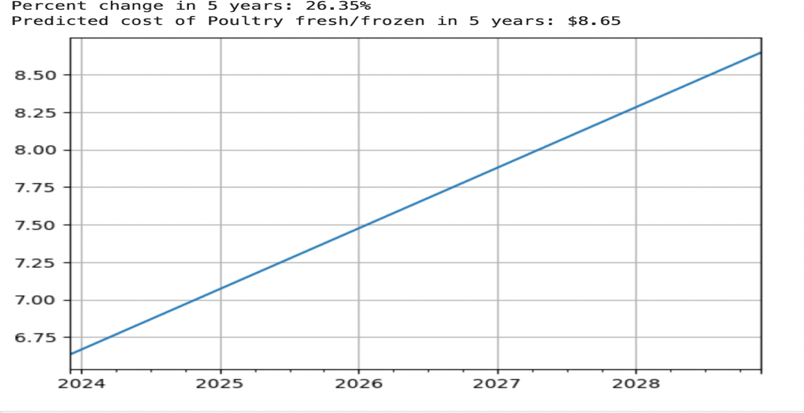 Percent change in 5 years: 26.35%
Predicted cost of Poultry fresh/frozen in 5 years: $8.65
8.50
8.25
8.00
7.75
7.50
7.25
7.00
6.75
2024 2025 2026 2027 2028